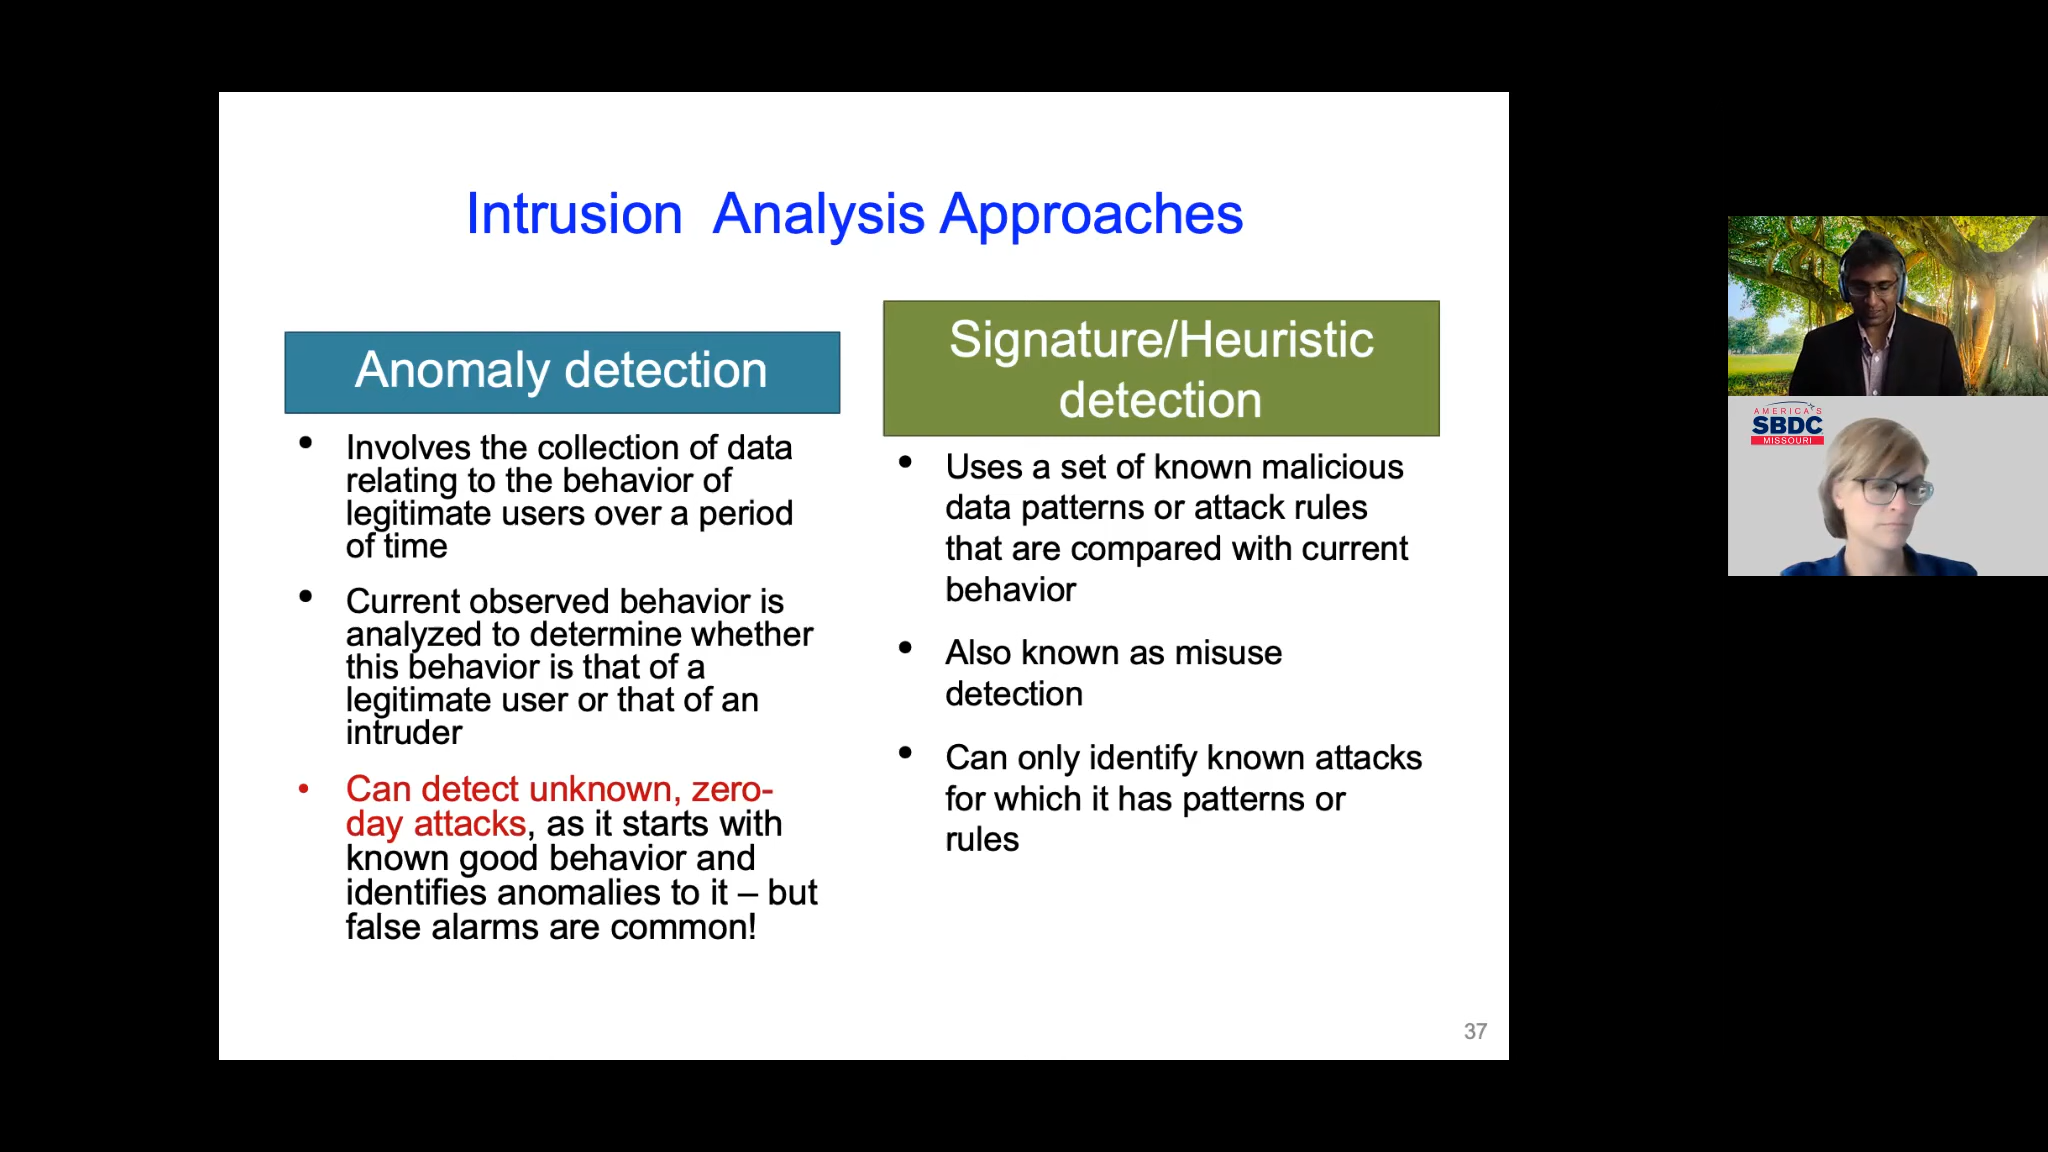 Intrusion  Analysis Approaches
Anomaly detection
• Involves the collection of data
relating to the behavior of
legitimate users over a period
of time
• Current observed behavior is
analyzed to determine whether
this behavior is that of a
legitimate user or that of an
intruder
• Can detect unknown, zero-
day attacks, as it starts with
known good behavior and
identifies anomalies to it – but
false alarms are common!
Signature/Heuristic
detection
• Uses a set of known malicious
data patterns or attack rules
that are compared with current
behavior
• Also known as misuse
detection
• Can only identify known attacks
for which it has patterns or
rules
37
AMERICA'S
SBDC
MISSOURI